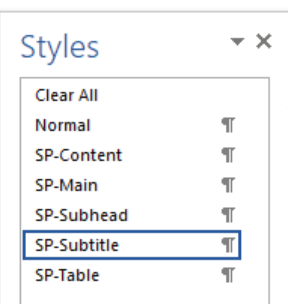 Styles
Clear All
Normal ¶
SP-Content ¶
SP-Main ¶
SP-Subhead ¶
SP-Subtitle ¶
SP-Table ¶